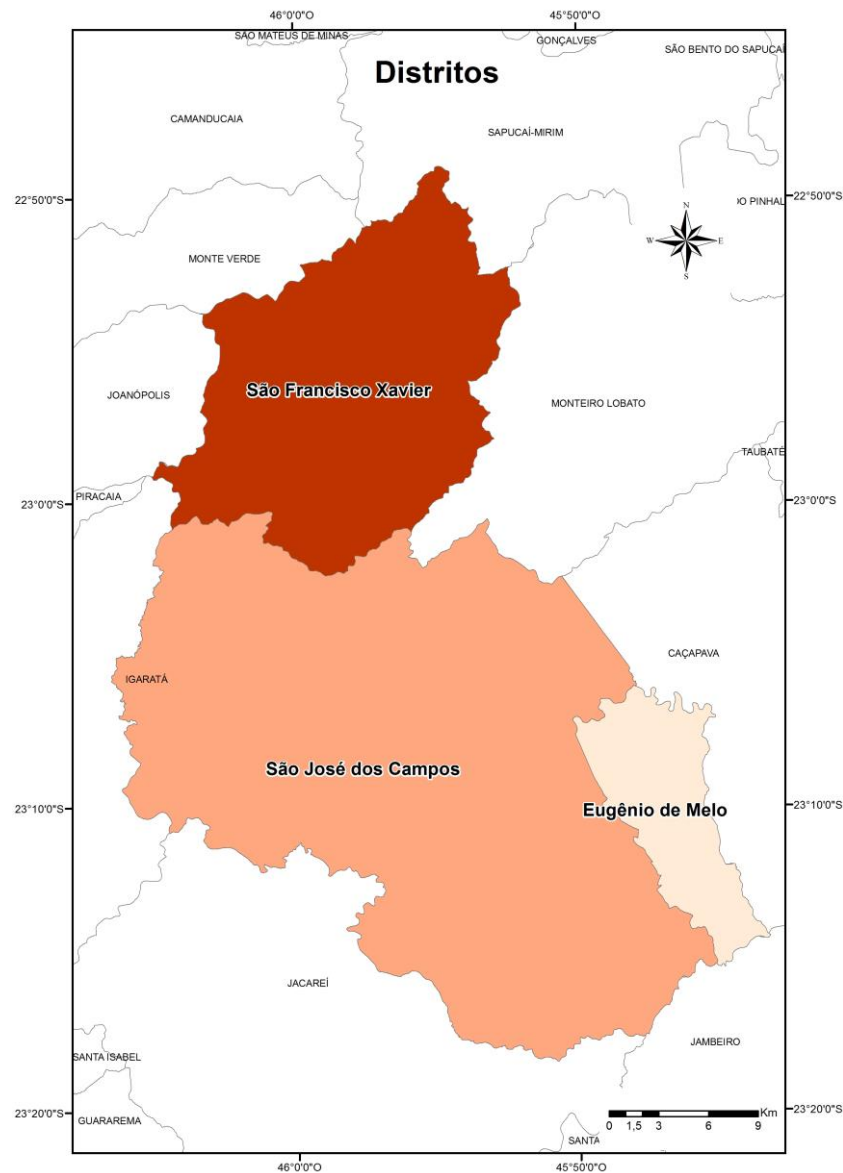 46°0'0"O 45°50'0"O
SÃO MATEUS DE MINAS
GONÇALVES
SÃO BENTO DO SAPUCAÍ
Distritos
CAMANDUCAIA
SAPUCAÍ-MIRIM
22°50'0"S
22°50'0"S
DO PINHAL
N
W E
S
MONTE VERDE
JOANÓPOLIS
São Francisco Xavier
MONTEIRO LOBATO
TAUBATÉ
PIRACAIA
23°0'0"S
23°0'0"S
CAÇAPAVA
IGARATÁ
São José dos Campos
23°10'0"S
Eugênio de Melo
23°10'0"S
JACAREÍ
JAMBEIRO
SANTA ISABEL
GUARAREMA
23°20'0"S
Km
0 1,5 3 6 9
23°20'0"S
SANTA
46°0'0"O 45°50'0"O